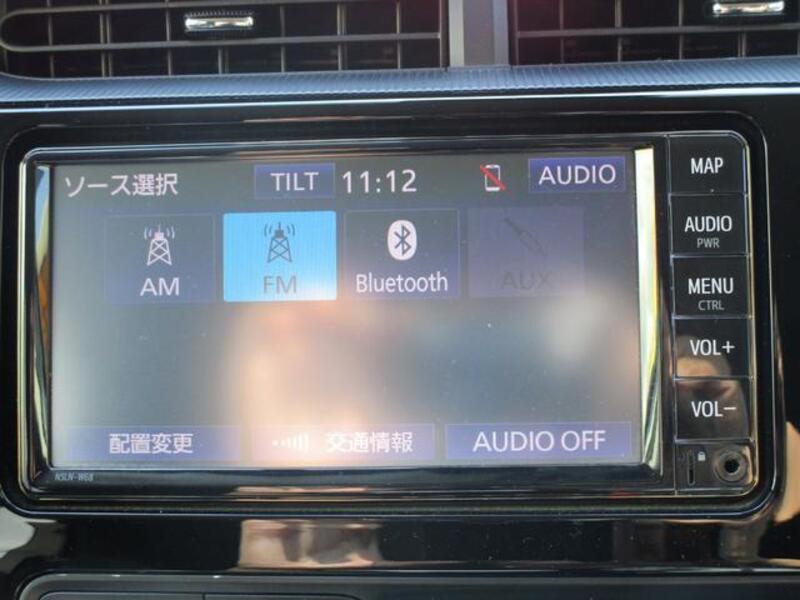 ソース選択 TILT 11:12 AUDIO
AM FM Bluetooth AUX
配置変更 交通情報 AUDIO OFF
NSLN-W68
MAP
AUDIO
PWR
MENU
CTRL
VOL+
VOL-